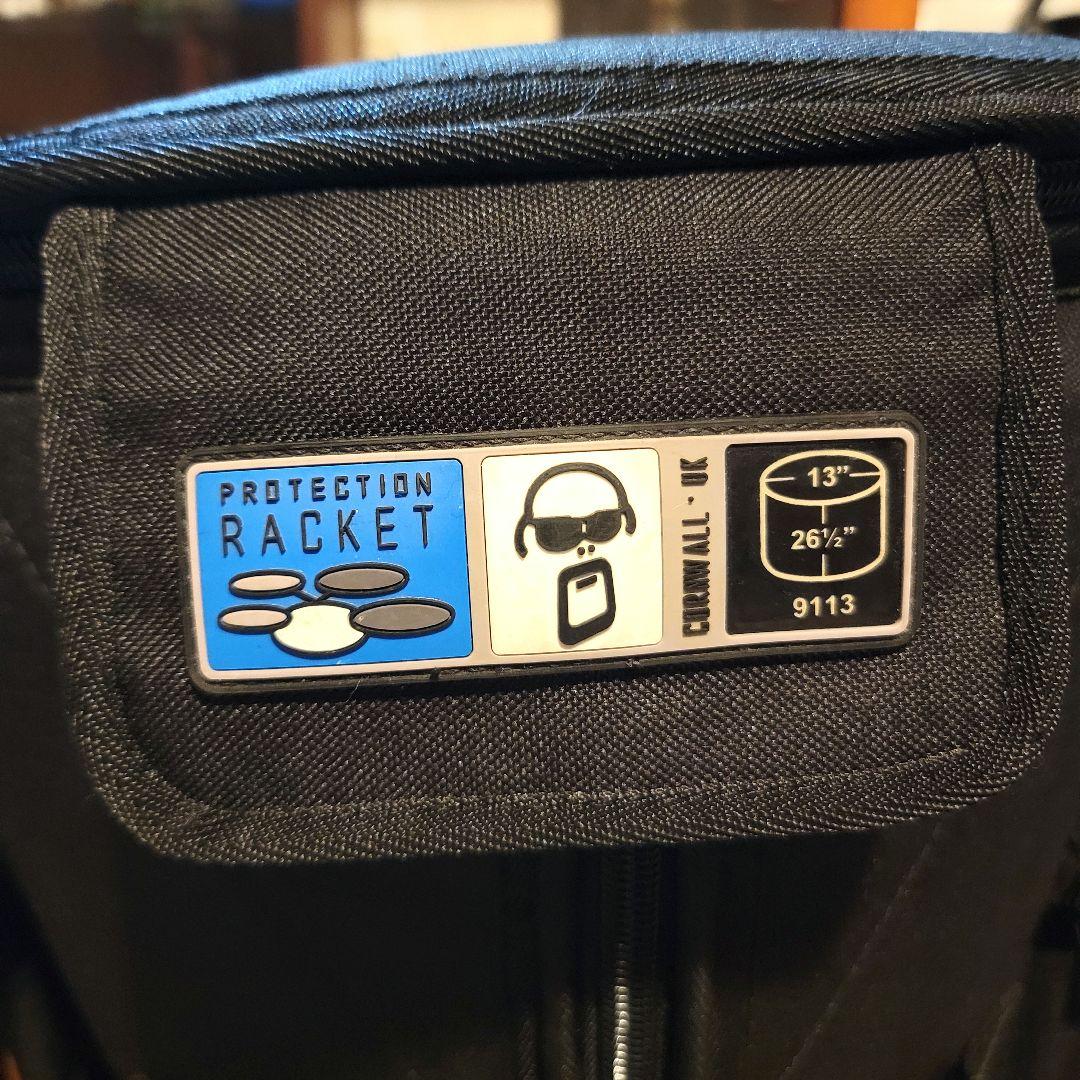 PROTECTION
RACKET
CORNWALL · UK
13”
26½”
9113